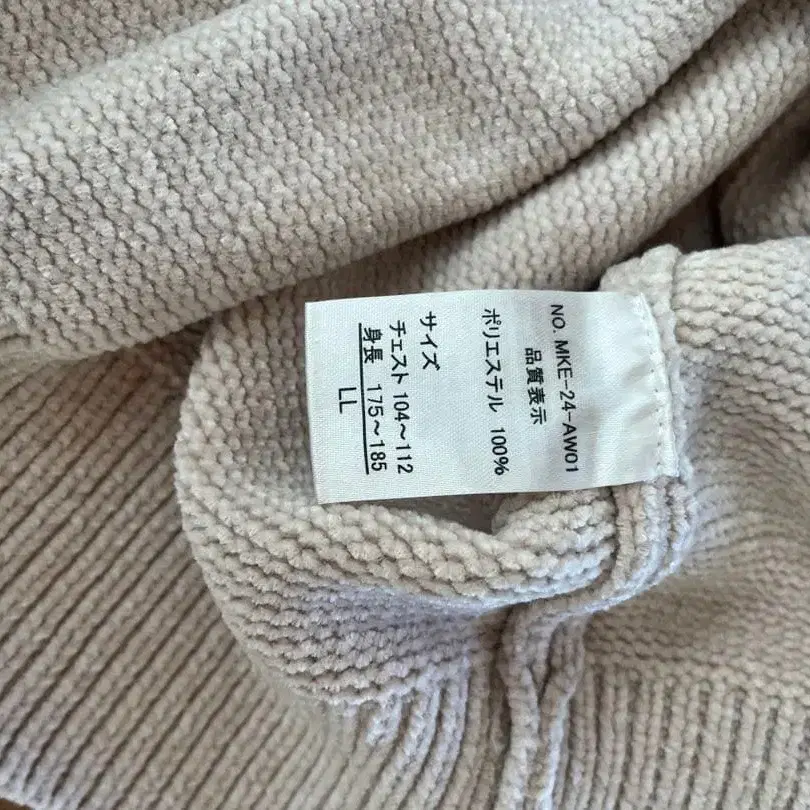 NO. MKE-24-AW01
品質表示
ポリエステル 100%
サイズ
チェスト 104～112
身長 175～185
LL